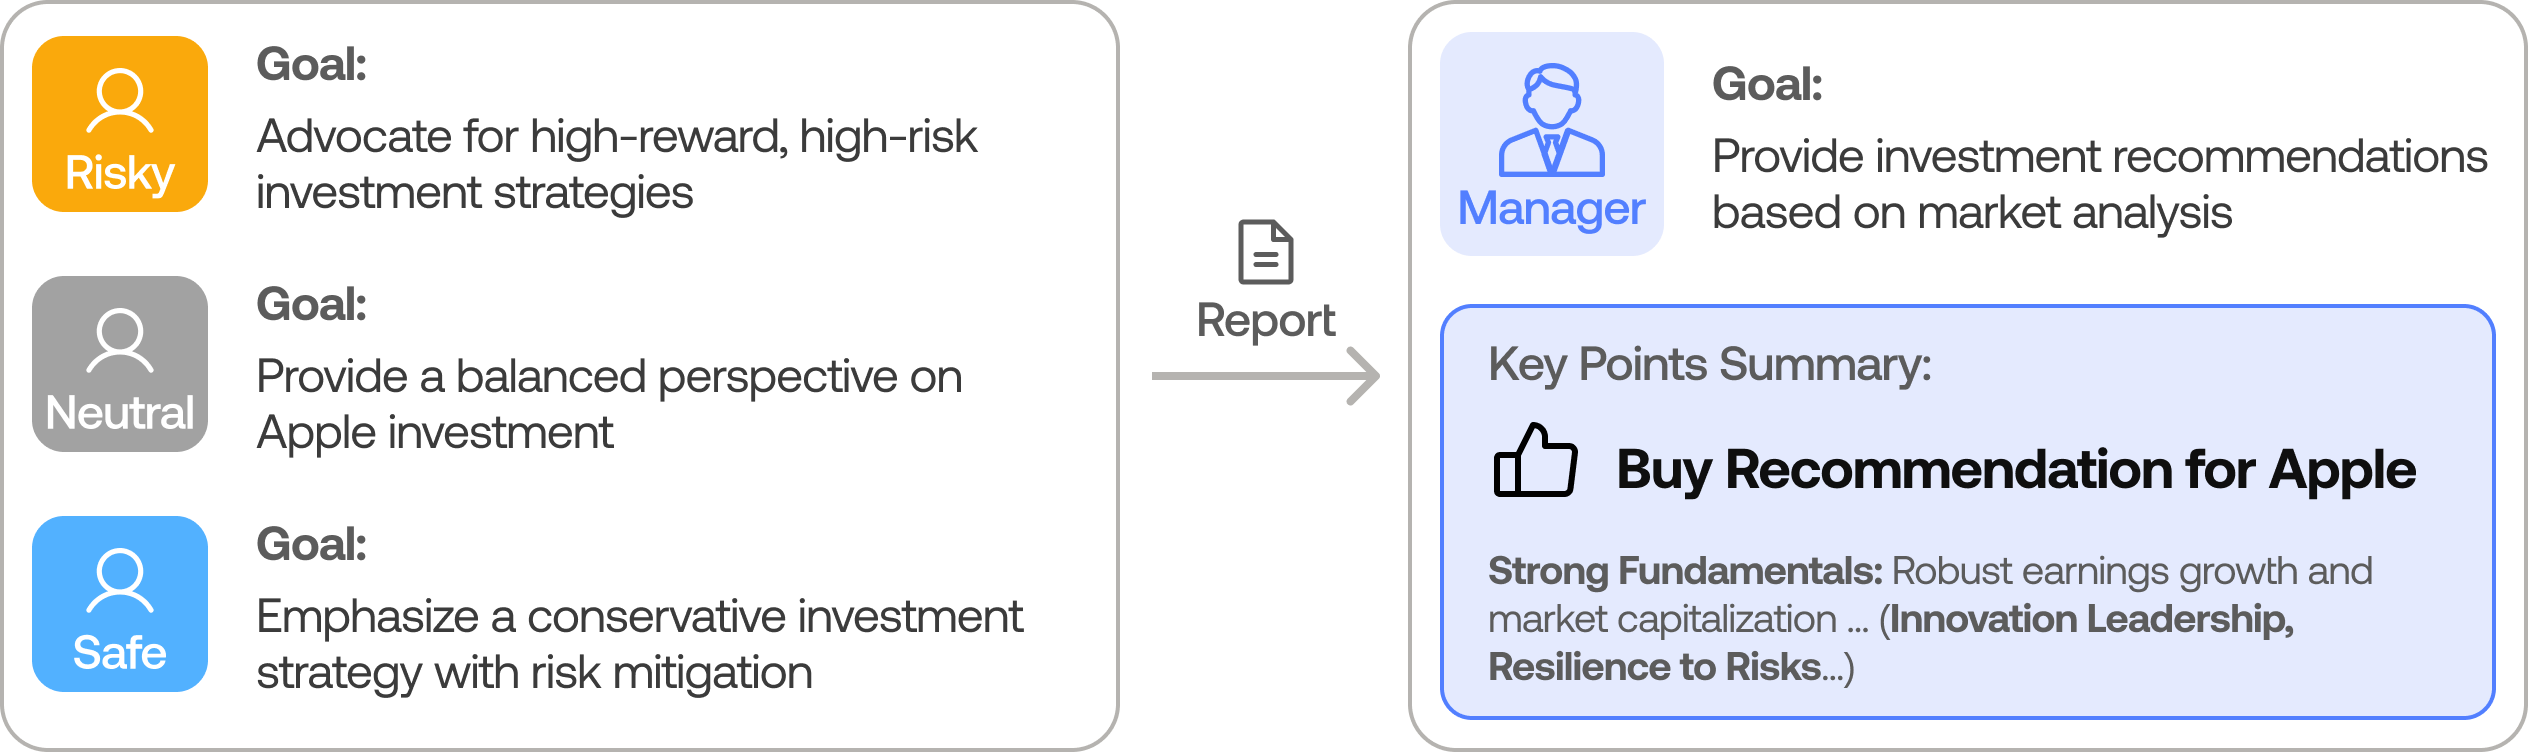 Goal:
Advocate for high-reward, high-risk
investment strategies
Risky
Goal:
Provide a balanced perspective on
Apple investment
Neutral
Goal:
Emphasize a conservative investment
strategy with risk mitigation
Safe
Report
Goal:
Provide investment recommendations
based on market analysis
Manager
Key Points Summary:
Buy Recommendation for Apple
Strong Fundamentals: Robust earnings growth and
market capitalization ... (Innovation Leadership,
Resilience to Risks...)